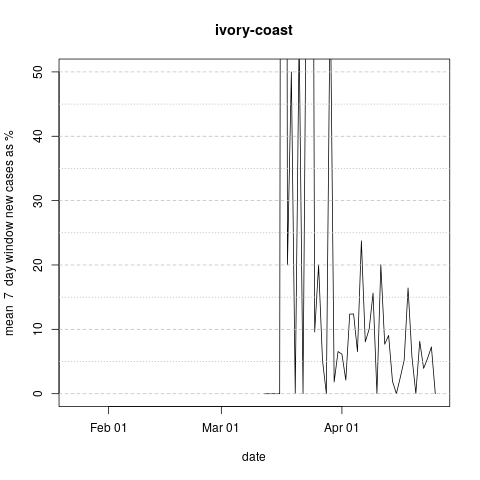 ivory-coast
mean  7  day window new cases as %
50
40
30
20
10
0
Feb 01
Mar 01
Apr 01
date